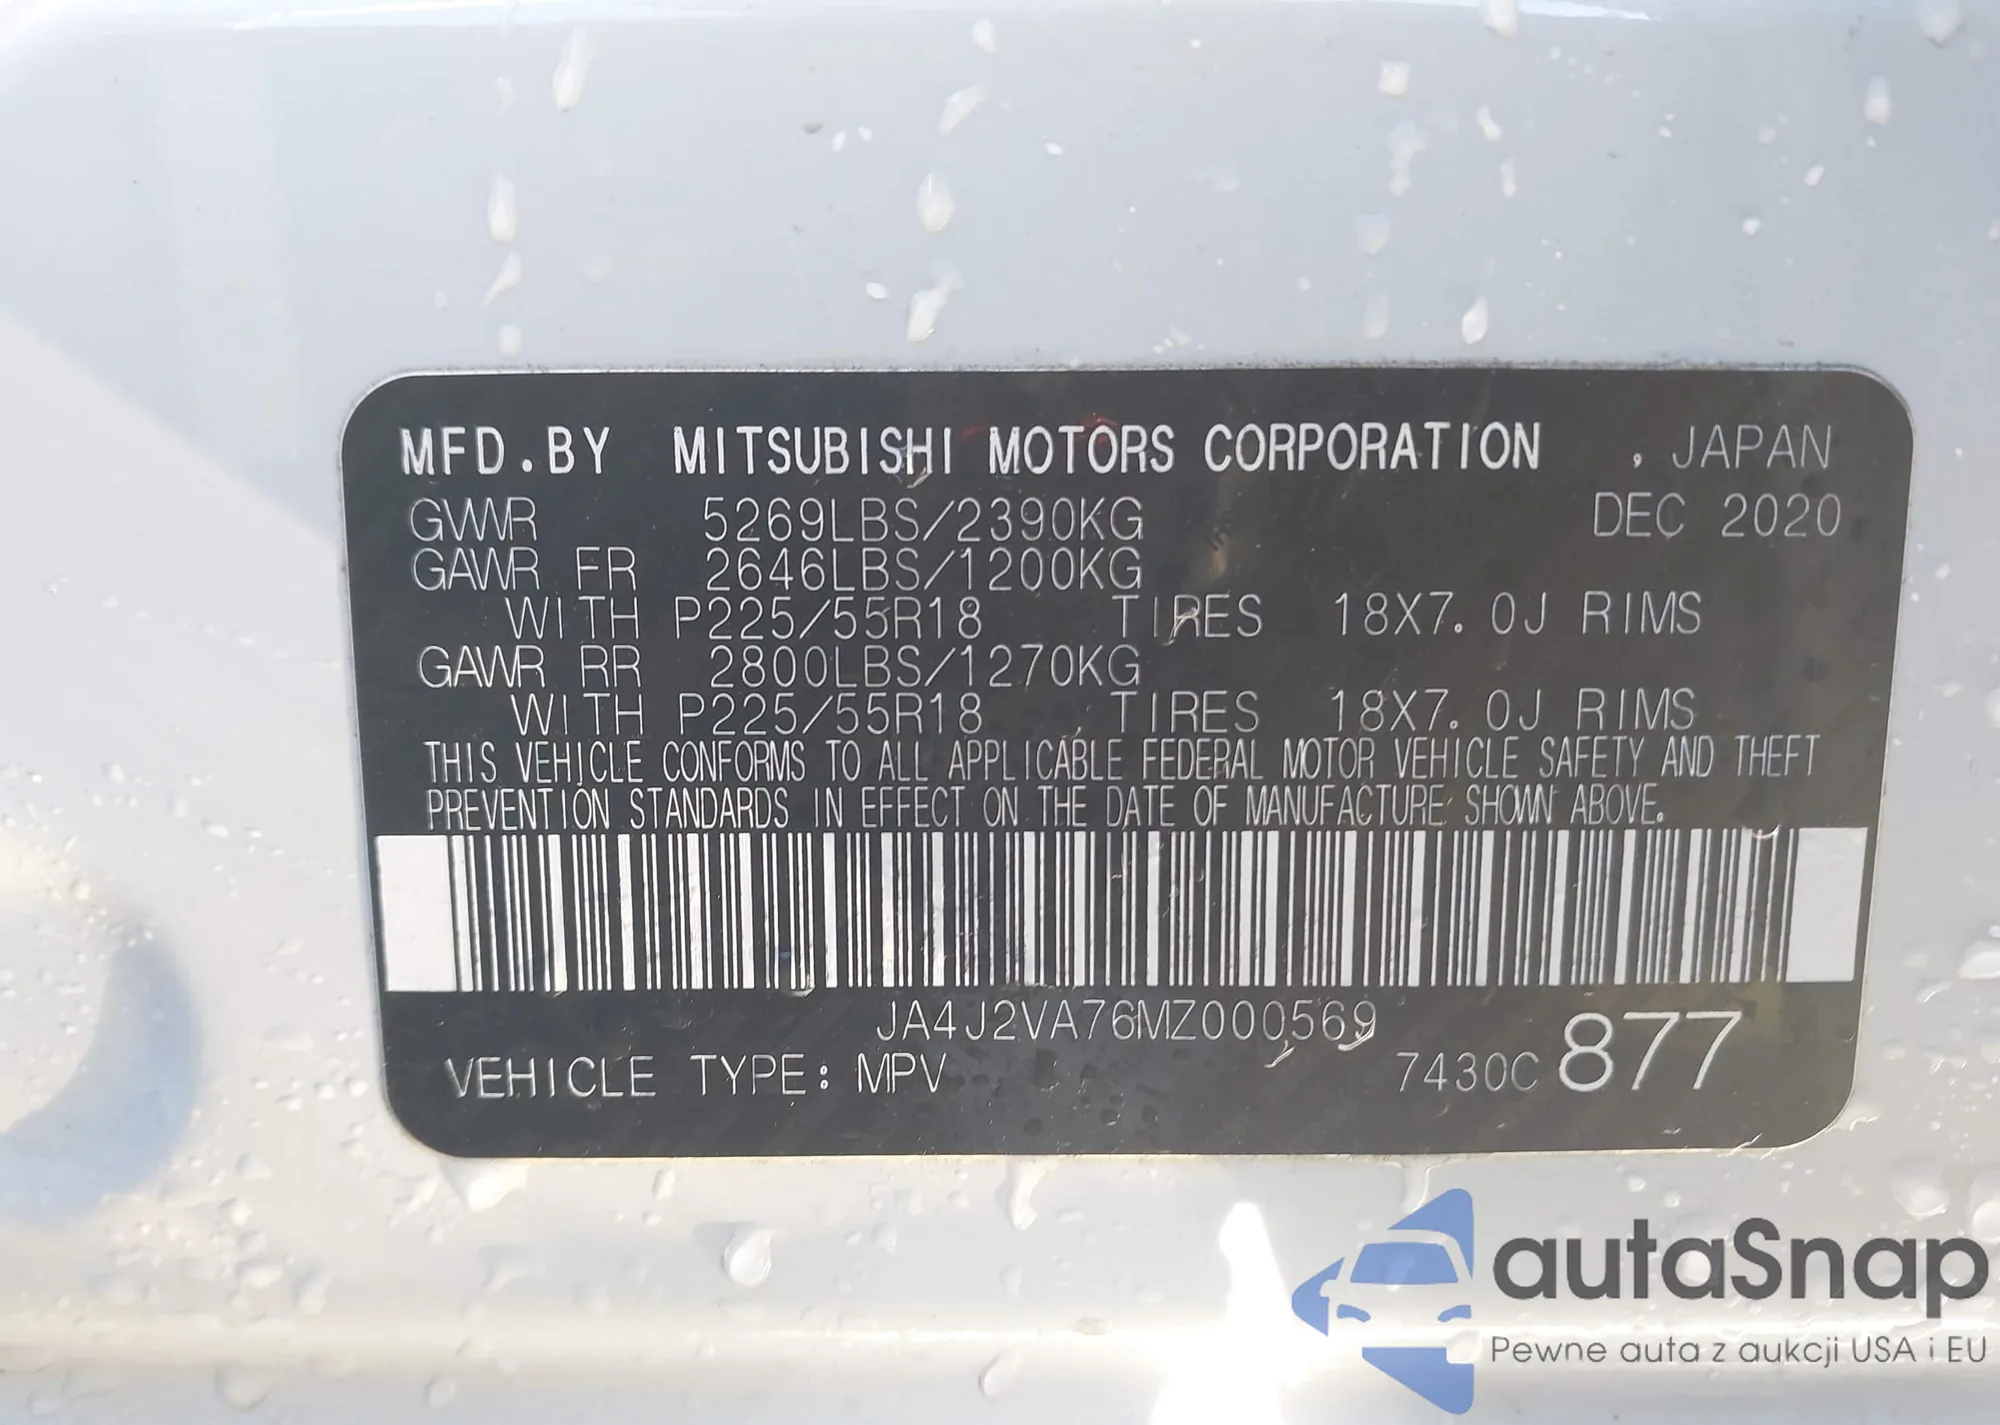 MFD.BY MITSUBISHI MOTORS CORPORATION , JAPAN
GVWR 5269LBS/2390KG DEC 2020
GAWR FR 2646LBS/1200KG
WITH P225/55R18 TIRES 18X7.0J RIMS
GAWR RR 2800LBS/1270KG
WITH P225/55R18 TIRES 18X7.0J RIMS
THIS VEHICLE CONFORMS TO ALL APPLICABLE FEDERAL MOTOR VEHICLE SAFETY AND THEFT
PREVENTION STANDARDS IN EFFECT ON THE DATE OF MANUFACTURE SHOWN ABOVE.
JA4J2VA76MZ000569
VEHICLE TYPE: MPV 7430C 877
autaSnap
Pewne auta z aukcji USA i EU